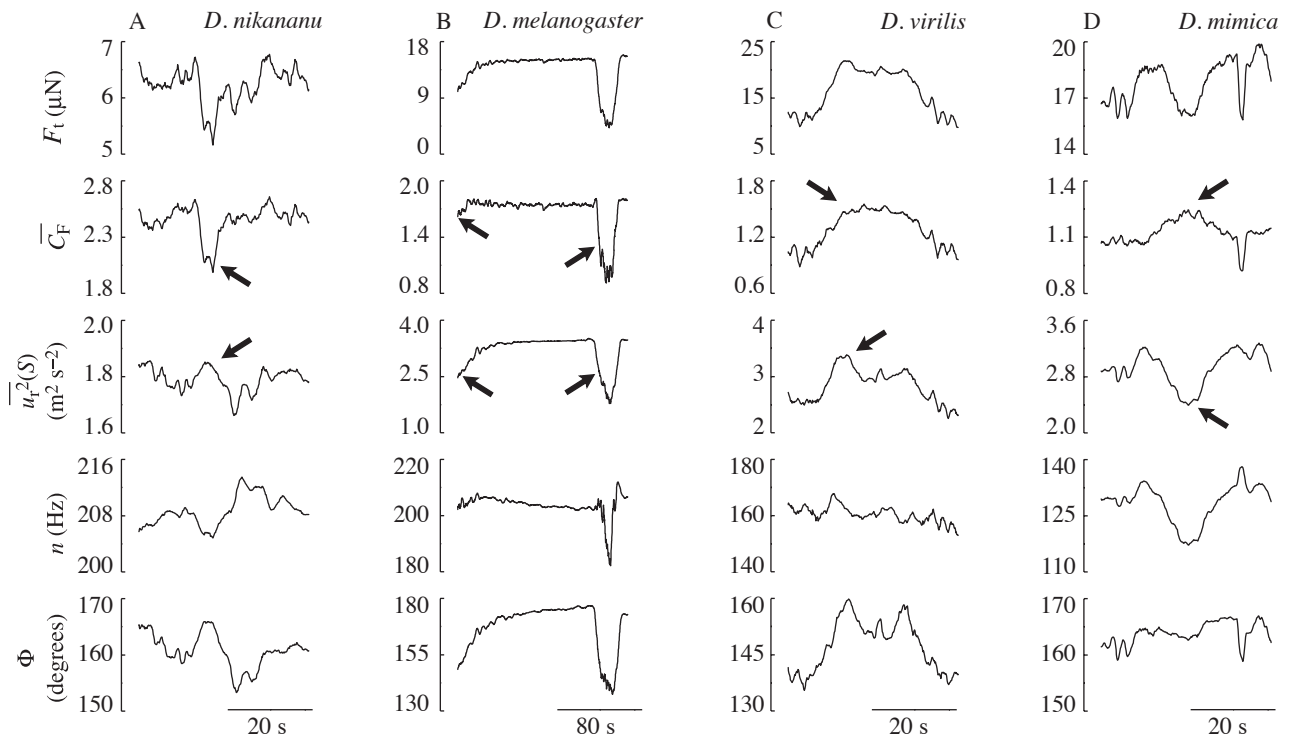 A D. nikananu B D. melanogaster C D. virilis D D. mimica
Ft (µN)
7 6 5
18 9 0
25 15 5
20 17 14
CF
2.8 2.3 1.8
2.0 1.4 0.8
1.8 1.2 0.6
1.4 1.1 0.8
ur²(S)
(m² s⁻²)
2.0 1.8 1.6
4.0 2.5 1.0
4 3 2
3.6 2.8 2.0
n (Hz)
216 208 200
220 200 180
180 160 140
140 125 110
Φ
(degrees)
170 160 150
180 155 130
160 145 130
170 160 150
20 s 80 s 20 s 20 s